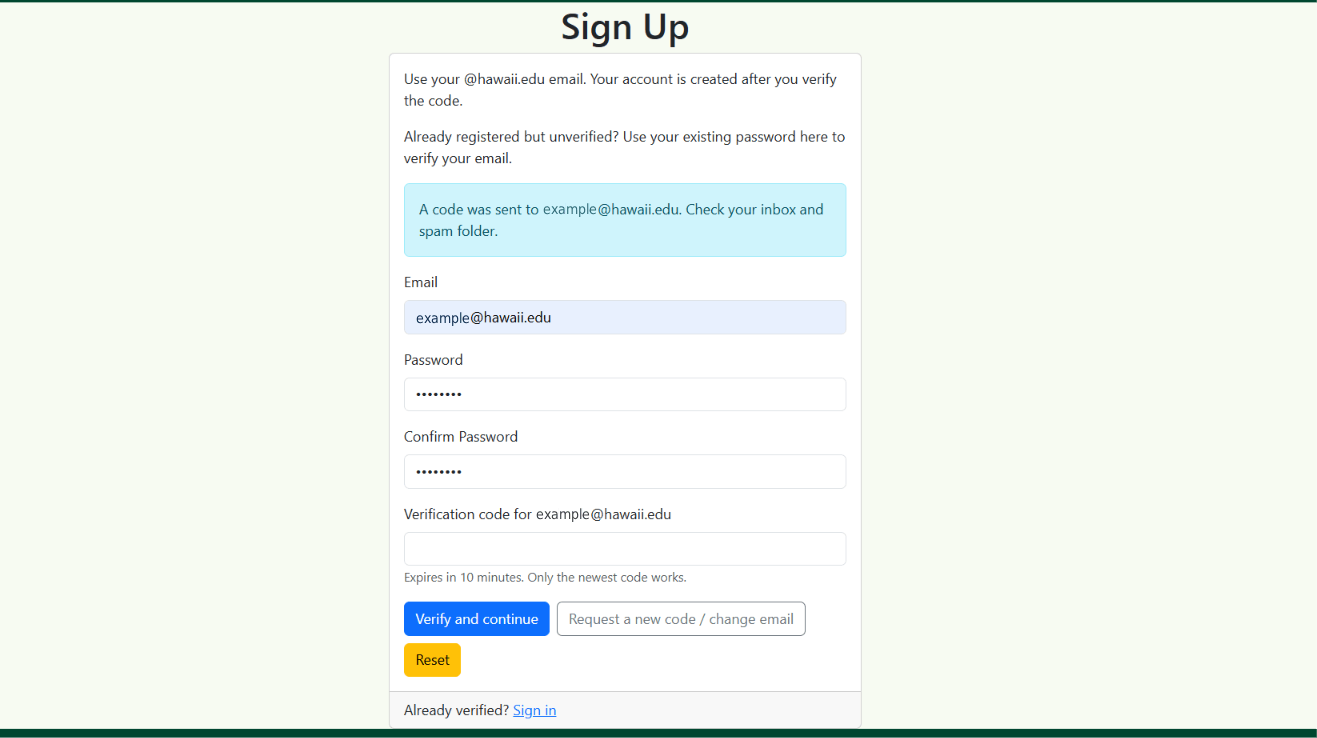 Sign Up
Use your @hawaii.edu email. Your account is created after you verify
the code.
Already registered but unverified? Use your existing password here to
verify your email.
A code was sent to example@hawaii.edu. Check your inbox and
spam folder.
Email
example@hawaii.edu
Password
••••••••
Confirm Password
••••••••
Verification code for example@hawaii.edu
Expires in 10 minutes. Only the newest code works.
Verify and continue
Request a new code / change email
Reset
Already verified? Sign in